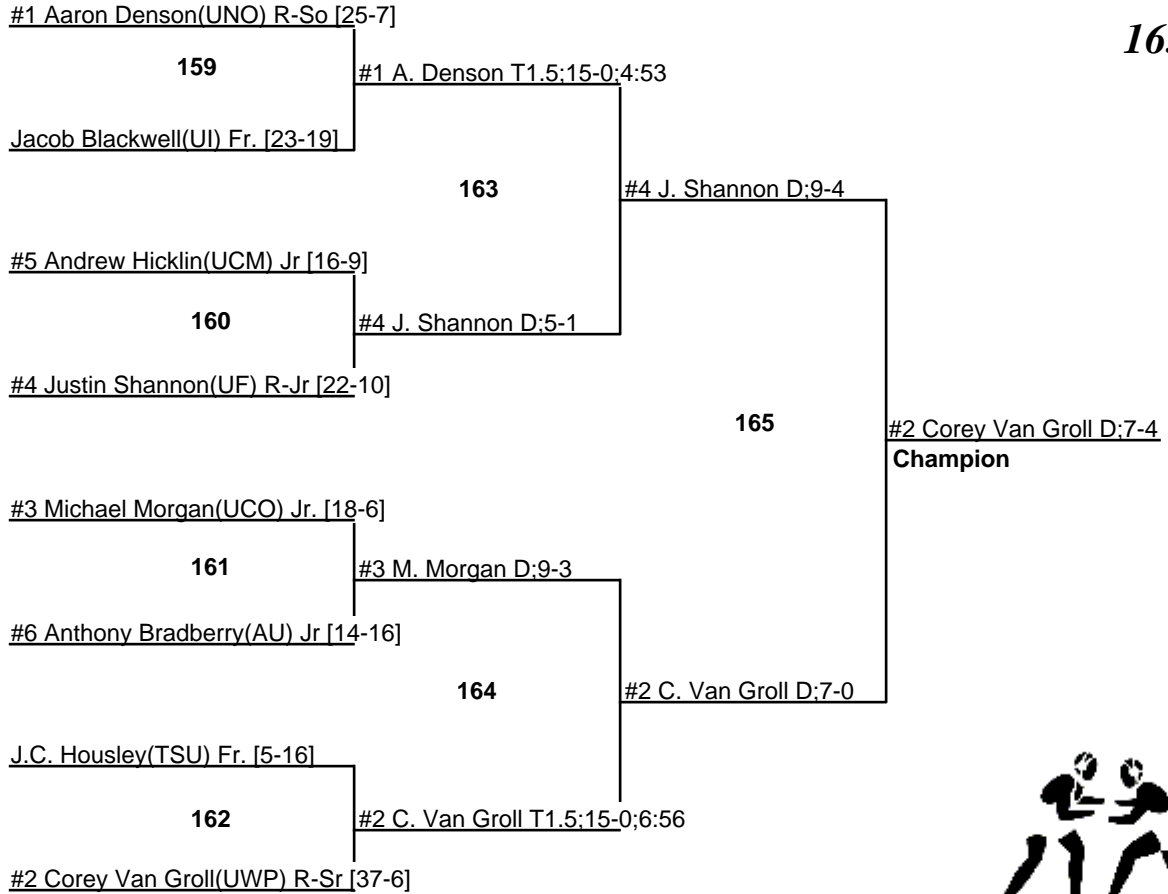 #1 Aaron Denson(UNO) R-So [25-7]
159
#1 A. Denson T1.5;15-0;4:53
Jacob Blackwell(UI) Fr. [23-19]
163
#4 J. Shannon D;9-4
#5 Andrew Hicklin(UCM) Jr [16-9]
160
#4 J. Shannon D;5-1
#4 Justin Shannon(UF) R-Jr [22-10]
165
#2 Corey Van Groll D;7-4
Champion
#3 Michael Morgan(UCO) Jr. [18-6]
161
#3 M. Morgan D;9-3
#6 Anthony Bradberry(AU) Jr [14-16]
164
#2 C. Van Groll D;7-0
J.C. Housley(TSU) Fr. [5-16]
162
#2 C. Van Groll T1.5;15-0;6:56
#2 Corey Van Groll(UWP) R-Sr [37-6]